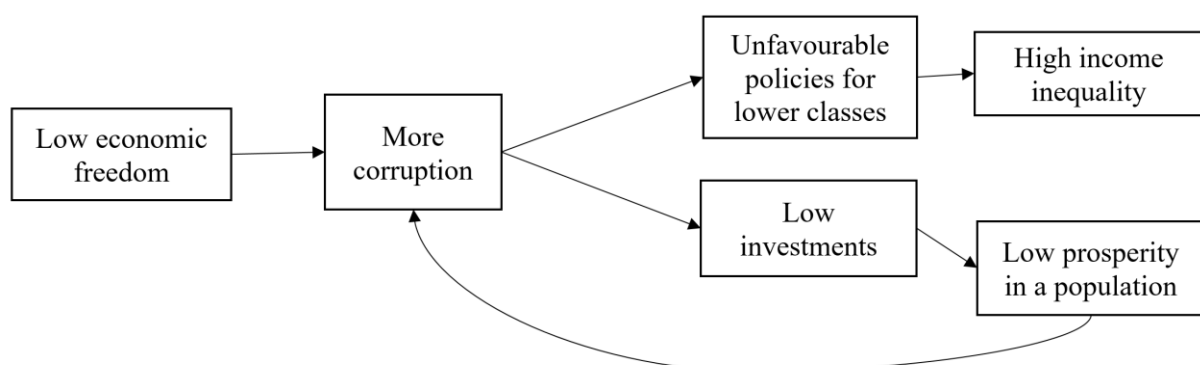 Low economic
freedom
More
corruption
Unfavourable
policies for
lower classes
High income
inequality
Low
investments
Low prosperity
in a population